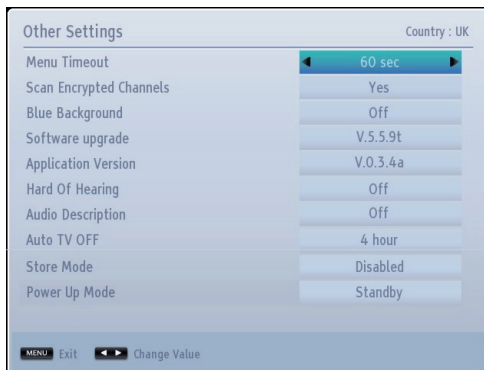 Other Settings Country : UK
Menu Timeout 60 sec
Scan Encrypted Channels Yes
Blue Background Off
Software upgrade V.5.5.9t
Application Version V.0.3.4a
Hard Of Hearing Off
Audio Description Off
Auto TV OFF 4 hour
Store Mode Disabled
Power Up Mode Standby
MENU Exit Change Value